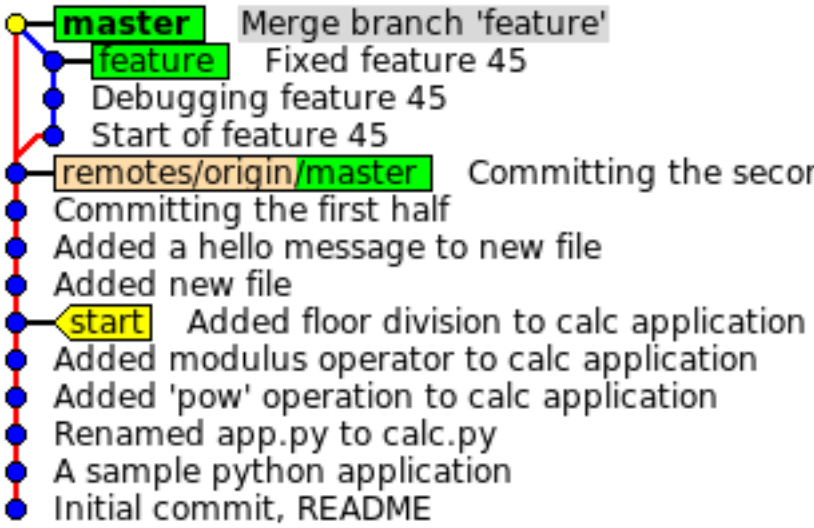 master Merge branch 'feature'
feature Fixed feature 45
Debugging feature 45
Start of feature 45
remotes/origin/master Committing the
Committing the first half
Added a hello message to new file
Added new file
start Added floor division to calc application
Added modulus operator to calc application
Added 'pow' operation to calc application
Renamed app.py to calc.py
A sample python application
Initial commit, README